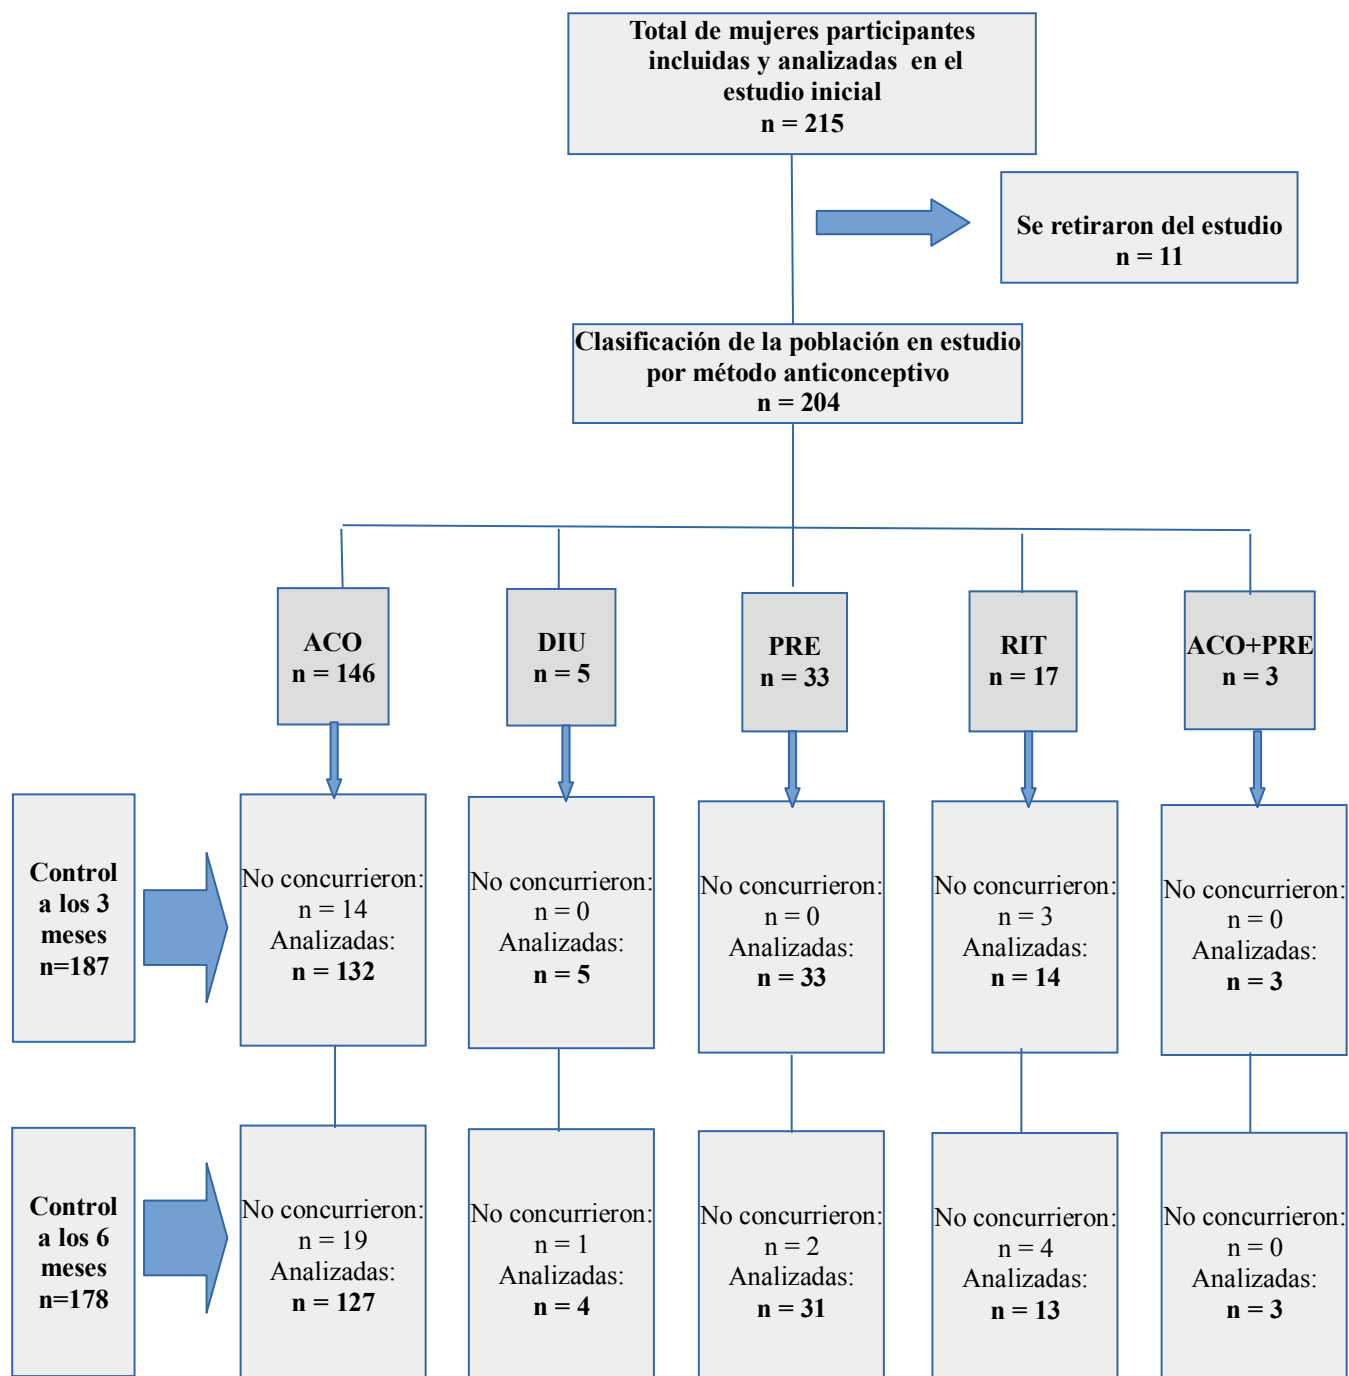 Total de mujeres participantes
incluidas y analizadas en el
estudio inicial
n = 215
Se retiraron del estudio
n = 11
Clasificación de la población en estudio
por método anticonceptivo
n = 204
ACO
n = 146
DIU
n = 5
PRE
n = 33
RIT
n = 17
ACO+PRE
n = 3
Control
a los 3
meses
n=187
No concurrieron:
n = 14
Analizadas:
n = 132
No concurrieron:
n = 0
Analizadas:
n = 5
No concurrieron:
n = 0
Analizadas:
n = 33
No concurrieron:
n = 3
Analizadas:
n = 14
No concurrieron:
n = 0
Analizadas:
n = 3
Control
a los 6
meses
n=178
No concurrieron:
n = 19
Analizadas:
n = 127
No concurrieron:
n = 1
Analizadas:
n = 4
No concurrieron:
n = 2
Analizadas:
n = 31
No concurrieron:
n = 4
Analizadas:
n = 13
No concurrieron:
n = 0
Analizadas:
n = 3